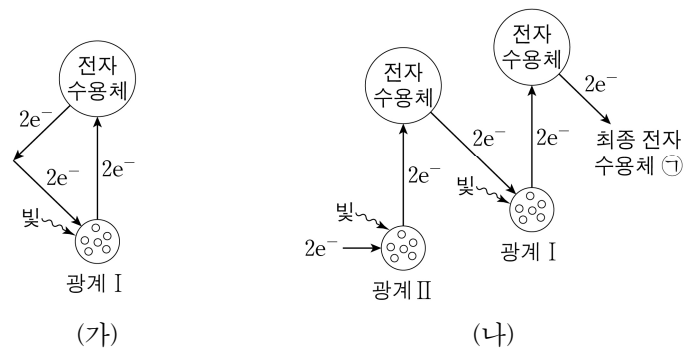 전자
수용체
2e⁻
2e⁻
2e⁻
빛
광계 Ⅰ
(가)
전자
수용체
2e⁻
2e⁻
최종 전자
수용체 ㉠
전자
수용체
2e⁻
2e⁻
빛
광계 Ⅰ
빛
2e⁻
광계 Ⅱ
(나)